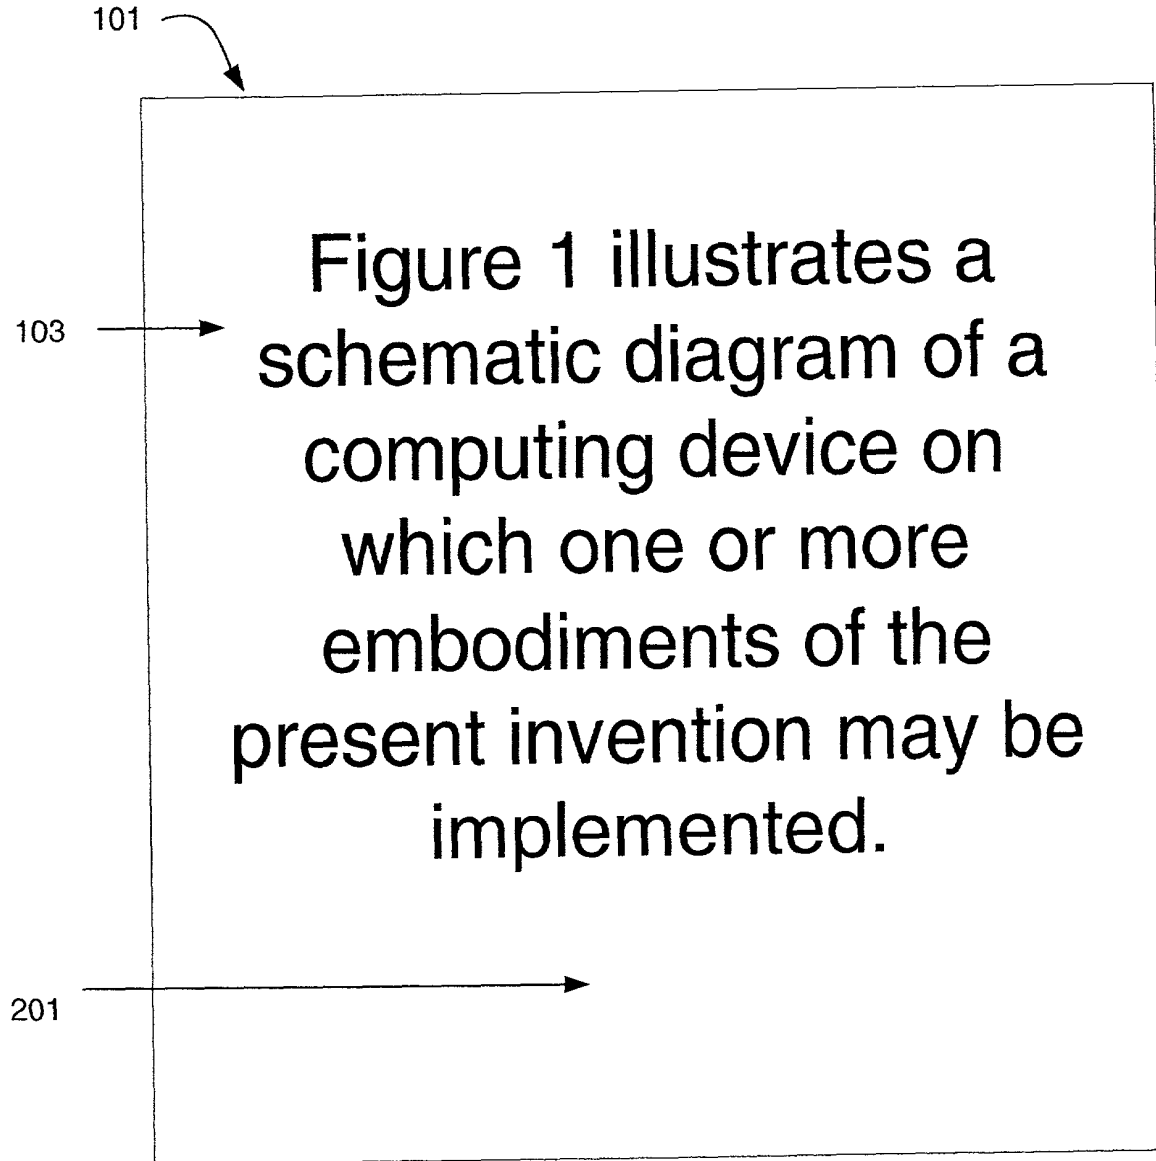 101
Figure 1 illustrates a
103
schematic diagram of a
computing device on
which one or more
embodiments of the
present invention may be
implemented.
201